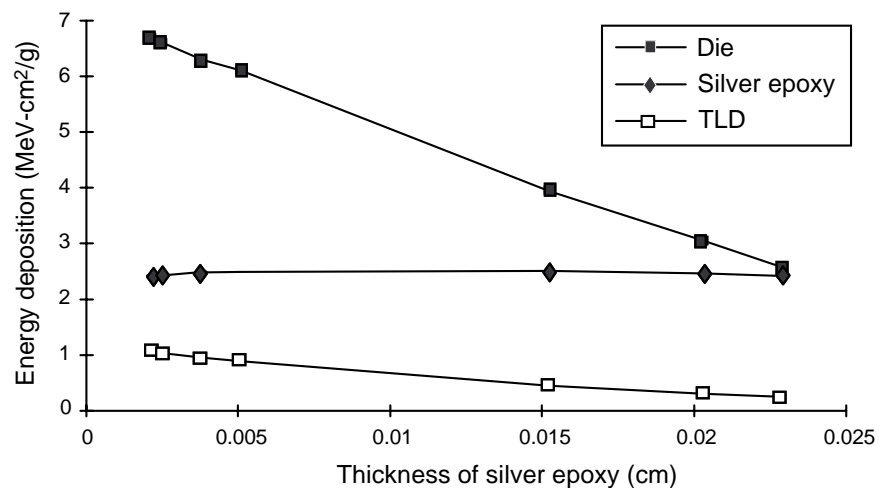 7
6
5
4
3
2
1
0
Energy deposition (MeV-cm²/g)
Die
Silver epoxy
TLD
0 0.005 0.01 0.015 0.02 0.025
Thickness of silver epoxy (cm)